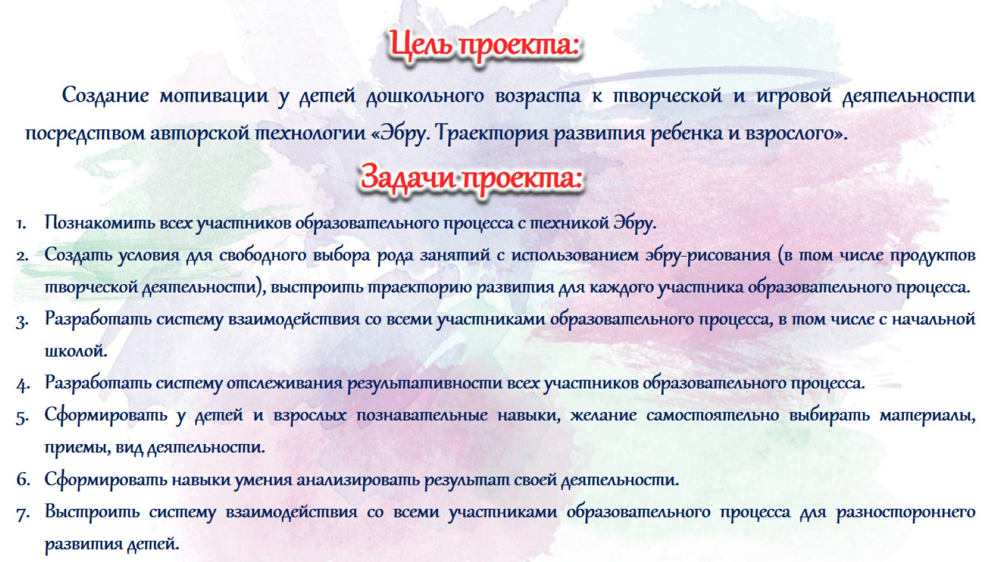 Цель проекта:
Создание мотивации у детей дошкольного возраста к творческой и игровой деятельности
посредством авторской технологии «Эбру. Траектория развития ребенка и взрослого».
Задачи проекта:
1. Познакомить всех участников образовательного процесса с техникой Эбру.
2. Создать условия для свободного выбора рода занятий с использованием эбру-рисования (в том числе продуктов
творческой деятельности), выстроить траекторию развития для каждого участника образовательного процесса.
3. Разработать систему взаимодействия со всеми участниками образовательного процесса, в том числе с начальной
школой.
4. Разработать систему отслеживания результативности всех участников образовательного процесса.
5. Сформировать у детей и взрослых познавательные навыки, желание самостоятельно выбирать материалы,
приемы, вид деятельности.
6. Сформировать навыки умения анализировать результат своей деятельности.
7. Выстроить систему взаимодействия со всеми участниками образовательного процесса для разностороннего
развития детей.